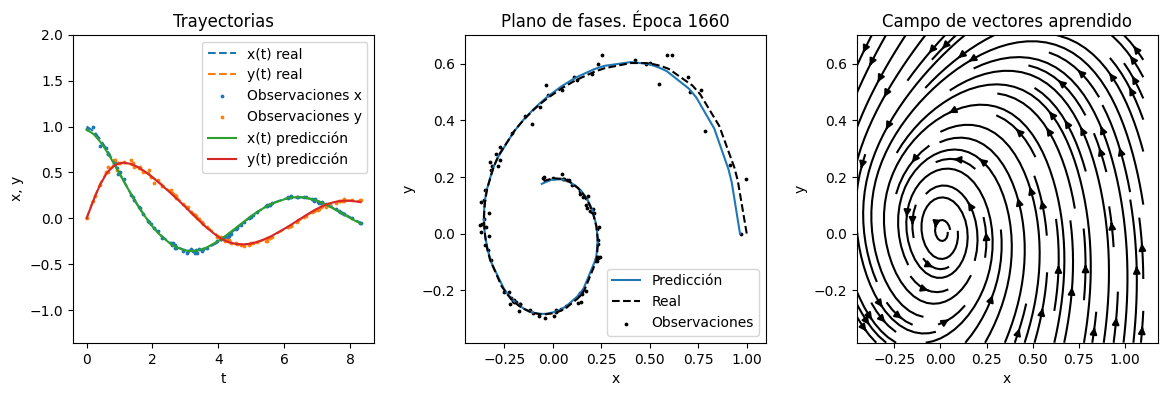 Trayectorias
2.0
1.5
1.0
0.5
0.0
−0.5
−1.0
x, y
0
2
4
6
8
t
x(t) real
y(t) real
Observaciones x
Observaciones y
x(t) predicción
y(t) predicción
Plano de fases. Época 1660
0.6
0.4
0.2
0.0
−0.2
y
−0.25
0.00
0.25
0.50
0.75
1.00
x
Predicción
Real
Observaciones
Campo de vectores aprendido
0.6
0.4
0.2
0.0
−0.2
y
−0.25
0.00
0.25
0.50
0.75
1.00
x